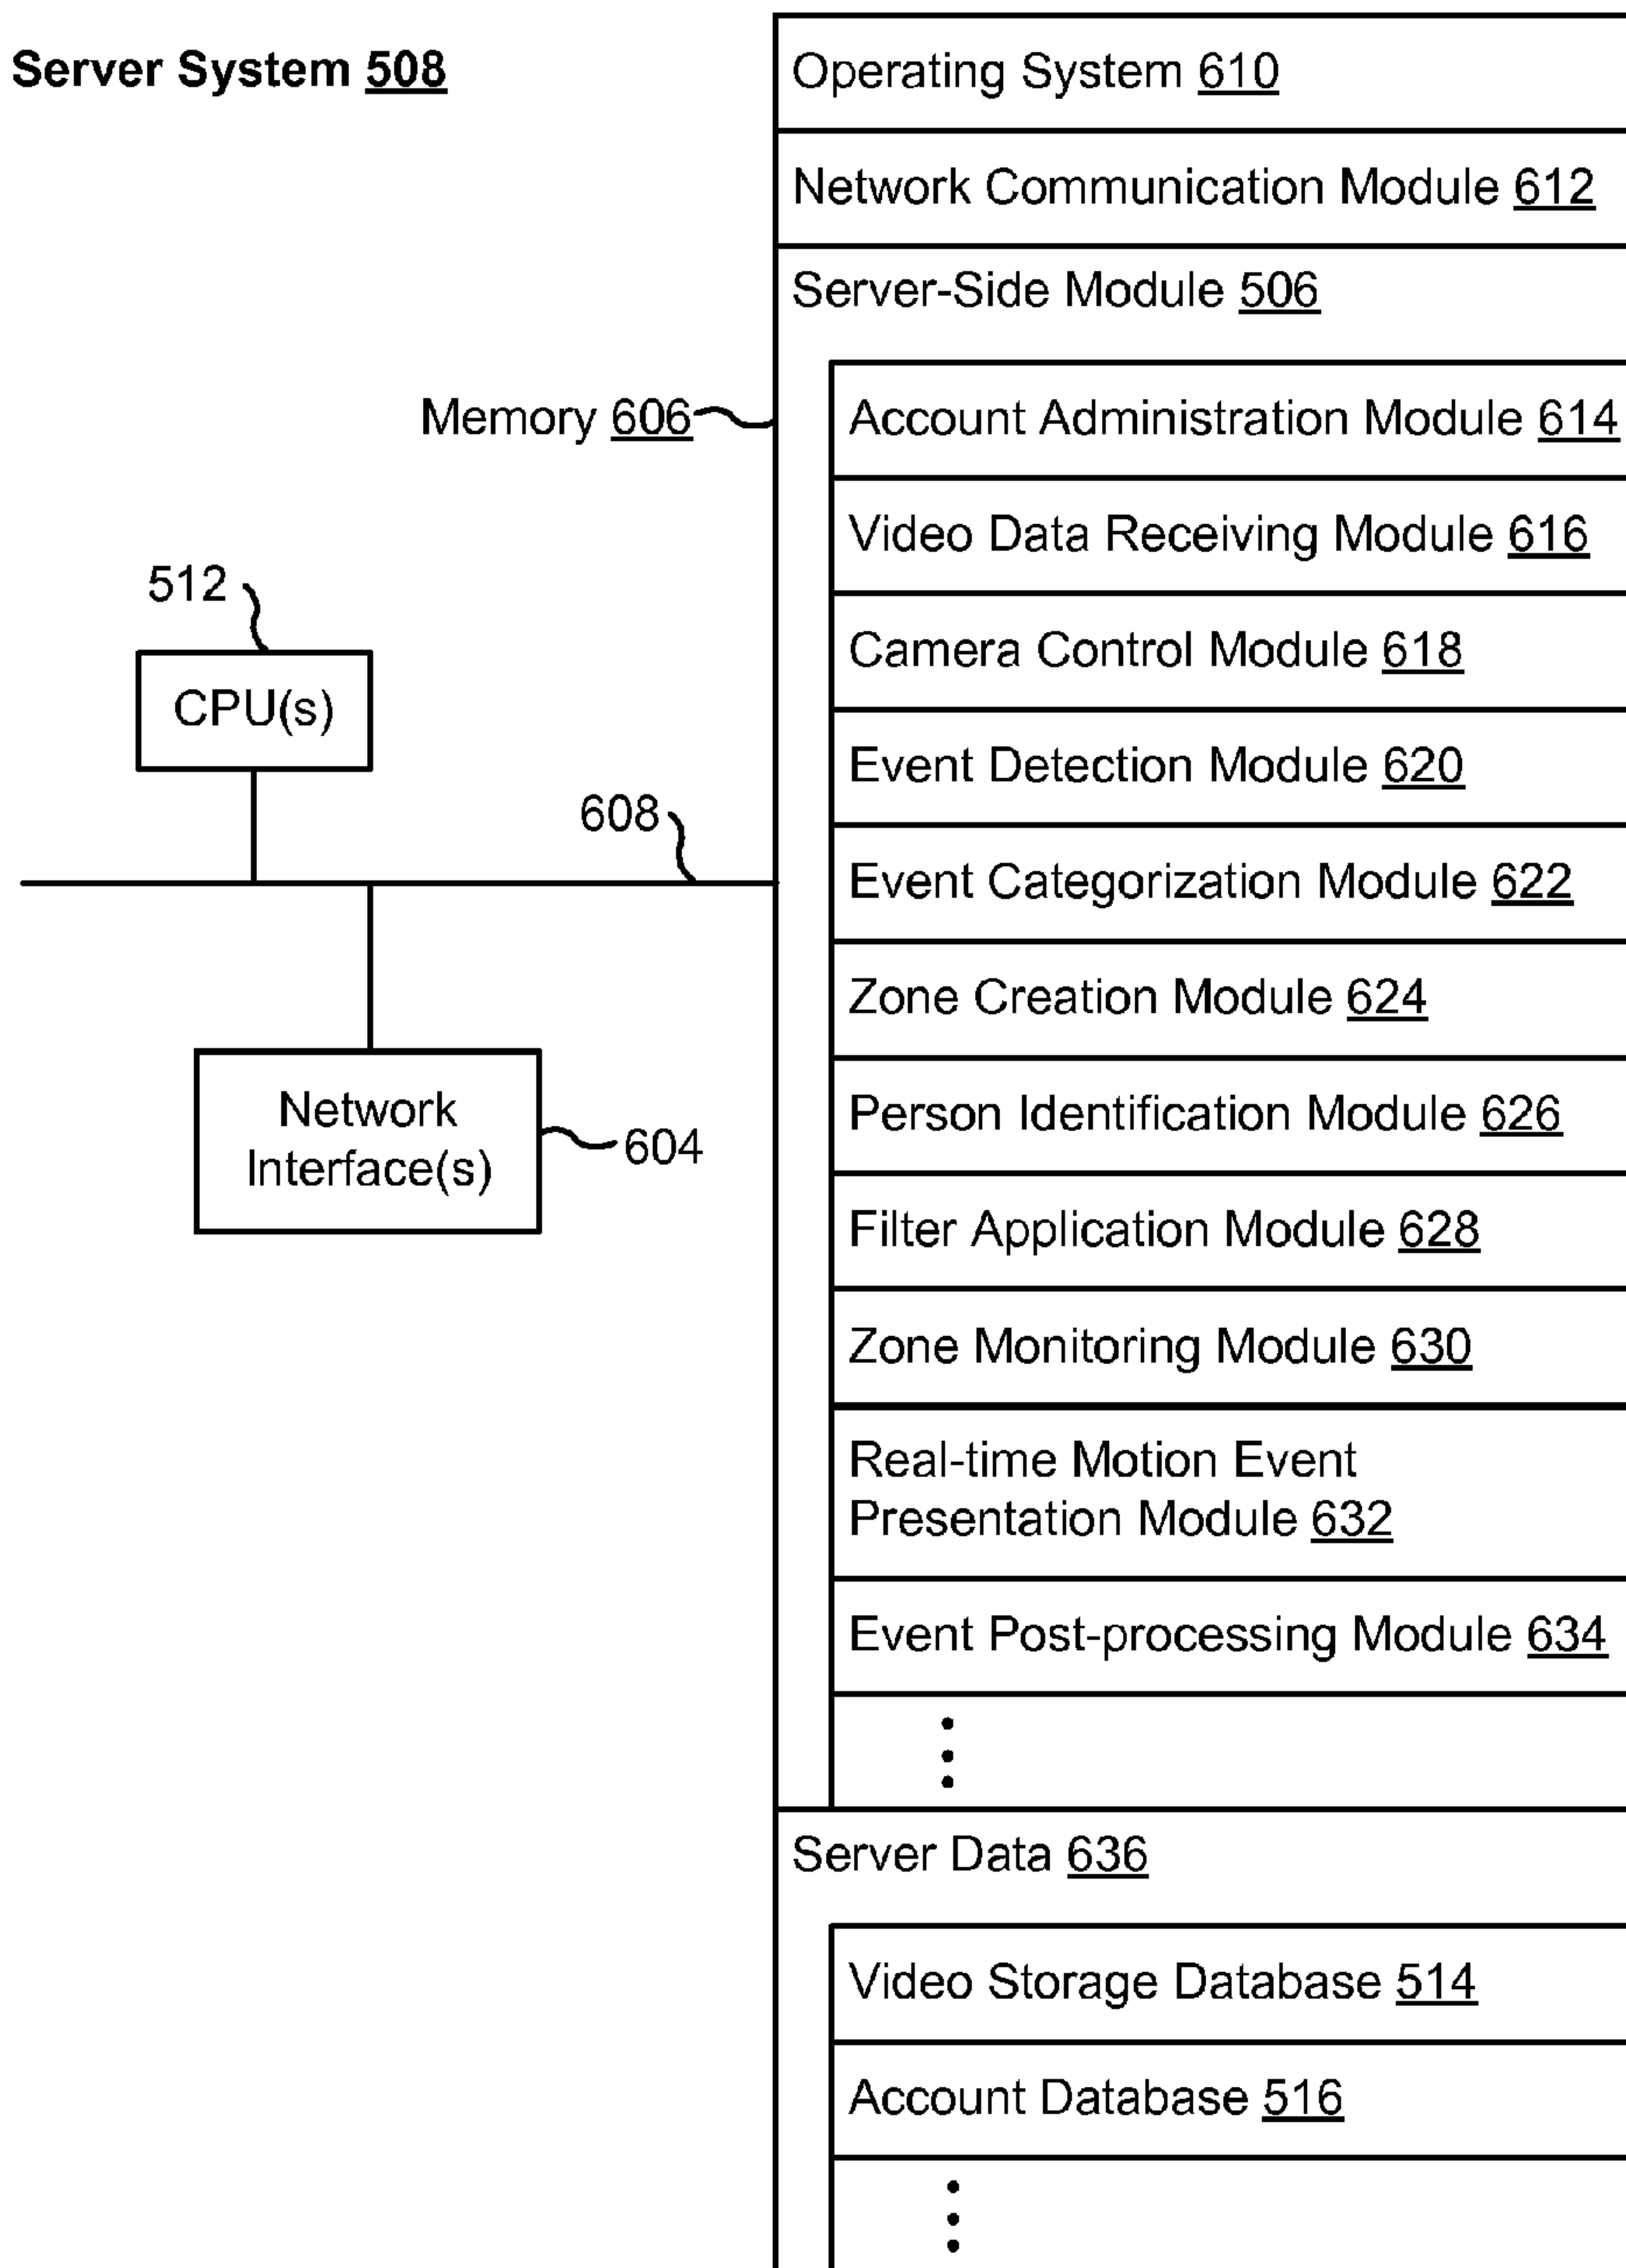 Server System 508
Operating System 610
Network Communication Module 612
Server-Side Module 506
Memory 606
Account Administration Module 614
Video Data Receiving Module 616
Camera Control Module 618
Event Detection Module 620
Event Categorization Module 622
Zone Creation Module 624
Person Identification Module 626
Filter Application Module 628
Zone Monitoring Module 630
Real-time Motion Event
Presentation Module 632
Event Post-processing Module 634
Server Data 636
Video Storage Database 514
Account Database 516
512
CPU(s)
608
Network
Interface(s)
604